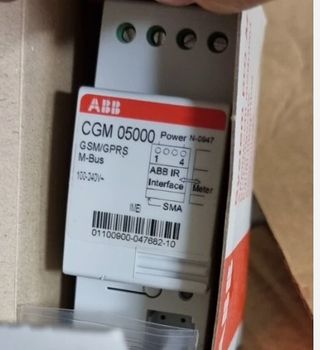 ABB
CGM 05000
Power N-0947
GSM/GPRS
M-Bus
1 4
100-240V~
ABB IR
Interface
Meter
SMA
IMEI
01100900-047662-10